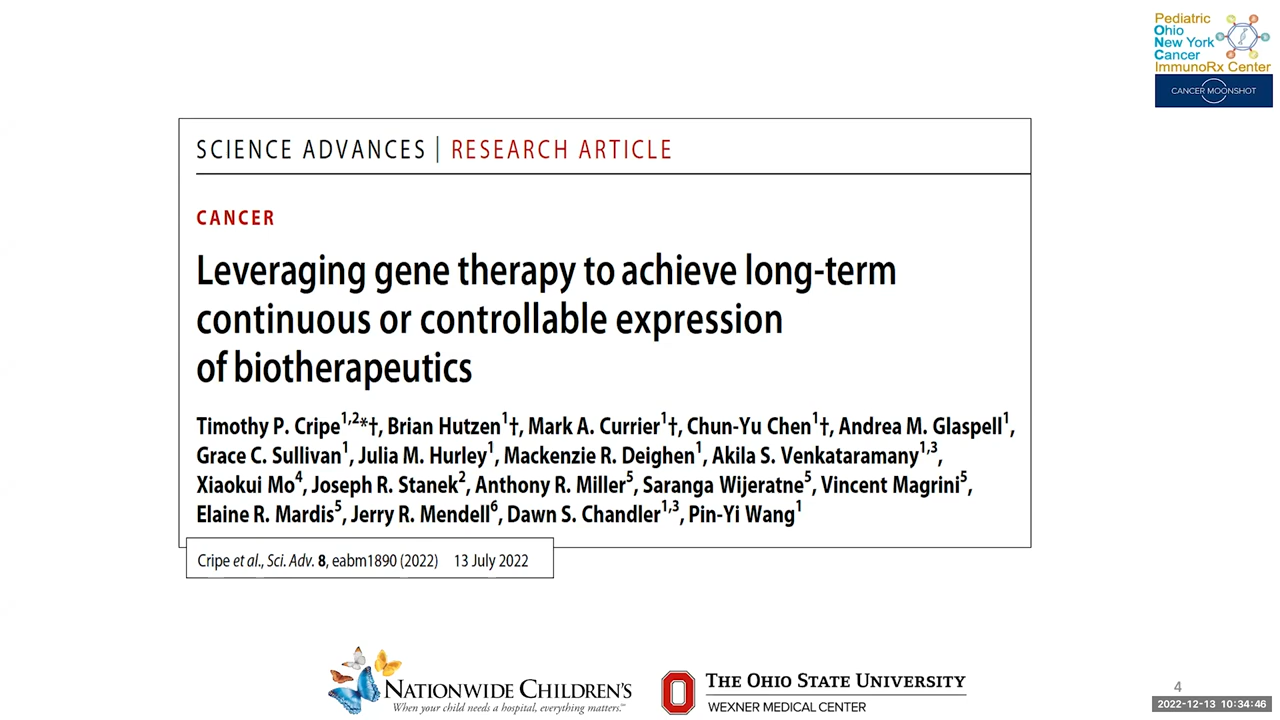 Pediatric
Ohio
New York
Cancer
ImmunoRx Center
CANCER MOONSHOT
SCIENCE ADVANCES | RESEARCH ARTICLE
CANCER
Leveraging gene therapy to achieve long-term
continuous or controllable expression
of biotherapeutics
Timothy P. Cripe1,2*†, Brian Hutzen1†, Mark A. Currier1†, Chun-Yu Chen1†, Andrea M. Glaspell1,
Grace C. Sullivan1, Julia M. Hurley1, Mackenzie R. Deighen1, Akila S. Venkataramany1,3,
Xiaokui Mo4, Joseph R. Stanek2, Anthony R. Miller5, Saranga Wijeratne5, Vincent Magrini5,
Elaine R. Mardis5, Jerry R. Mendell6, Dawn S. Chandler1,3, Pin-Yi Wang1
Cripe et al., Sci. Adv. 8, eabm1890 (2022) 13 July 2022
NATIONWIDE CHILDREN'S
When your child needs a hospital, everything matters.℠
THE OHIO STATE UNIVERSITY
WEXNER MEDICAL CENTER
4
2022-12-13 10:34:46